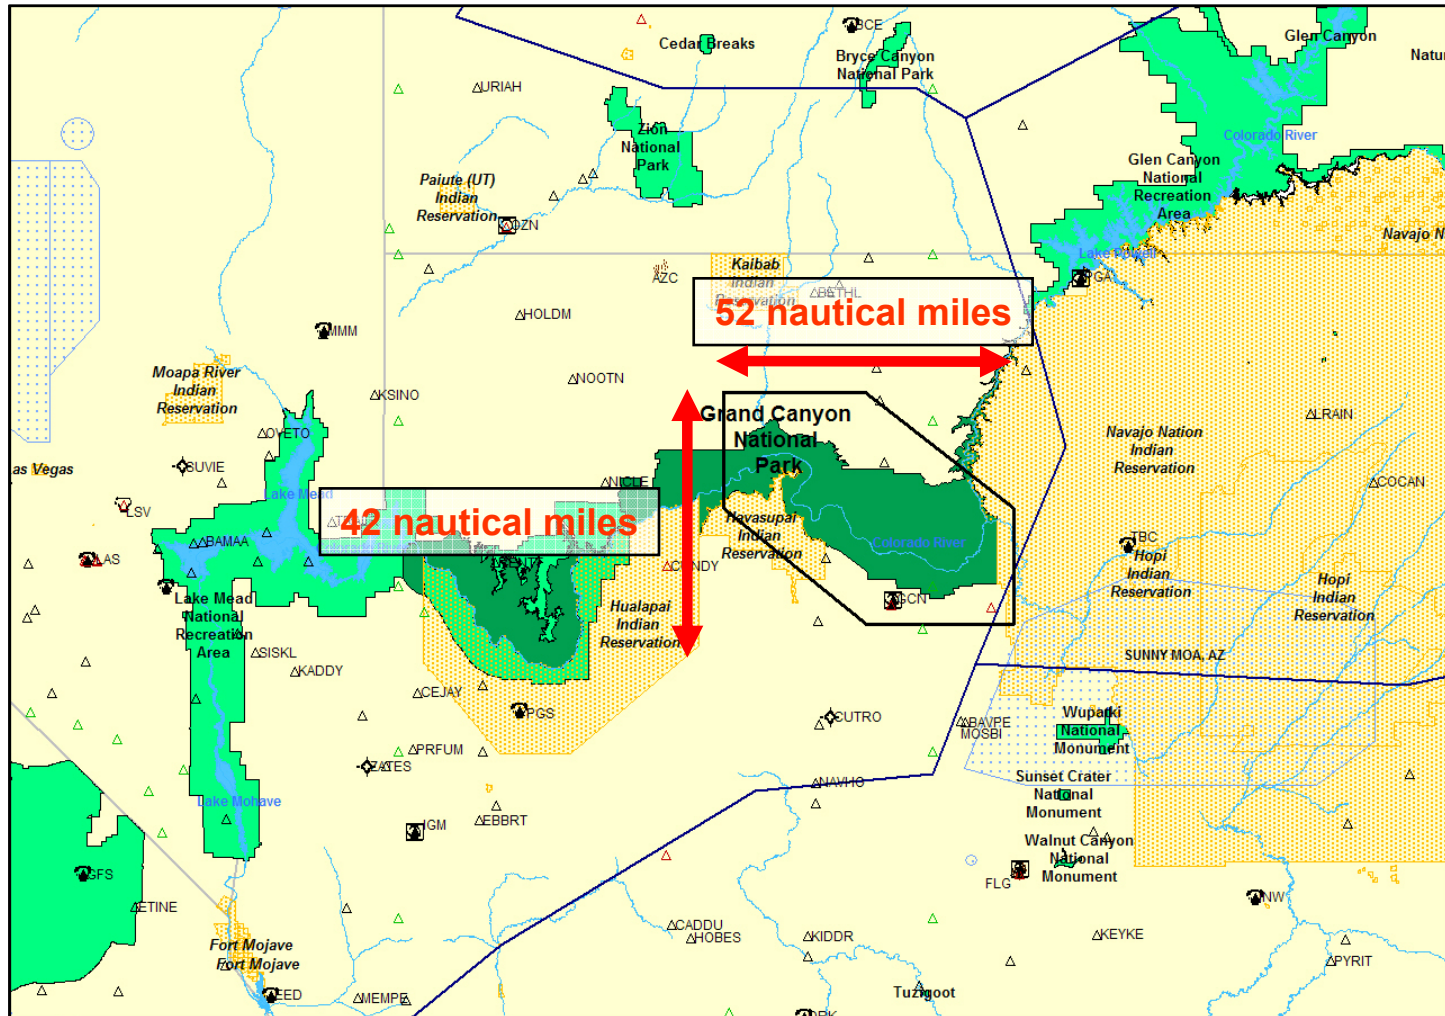 BCE
Cedar Breaks
Glen Canyon
Bryce Canyon
National Park
Natu
URIAH
Zion
National
Park
Colorado River
Glen Canyon
National
Recreation
Area
Paiute (UT)
Indian
Reservation
OZN
Navajo N
Lake Powell
Kaibab
Indian
Reservation
AZC
PGA
BETHL
52 nautical miles
HOLDM
MMM
Moapa River
Indian
Reservation
NOOTN
KSINO
Grand Canyon
National
Park
LRAIN
OVETO
Navajo Nation
Indian
Reservation
as Vegas
SUVIE
NICLE
COCAN
Lake Mead
LSV
42 nautical miles
Havasupai
Indian
Reservation
Colorado River
BAMAA
TBC
LAS
CUNDY
Hopi
Indian
Reservation
Hopi
Indian
Reservation
GCN
Lake Mead
National
Recreation
Area
Hualapai
Indian
Reservation
SISKL
KADDY
SUNNY MOA, AZ
CEJAY
PGS
CUTRO
BAVPE
MOSBI
Wupatki
National
Monument
PRFUM
ZATES
NAVHO
Sunset Crater
National
Monument
Lake Mohave
EBBRT
IGM
Walnut Canyon
National
Monument
FLG
GFS
INW
ETINE
CADDU
HOBES
KIDDR
KEYKE
Fort Mojave
Fort Mojave
PYRIT
EED
MEMPE
Tuzigoot